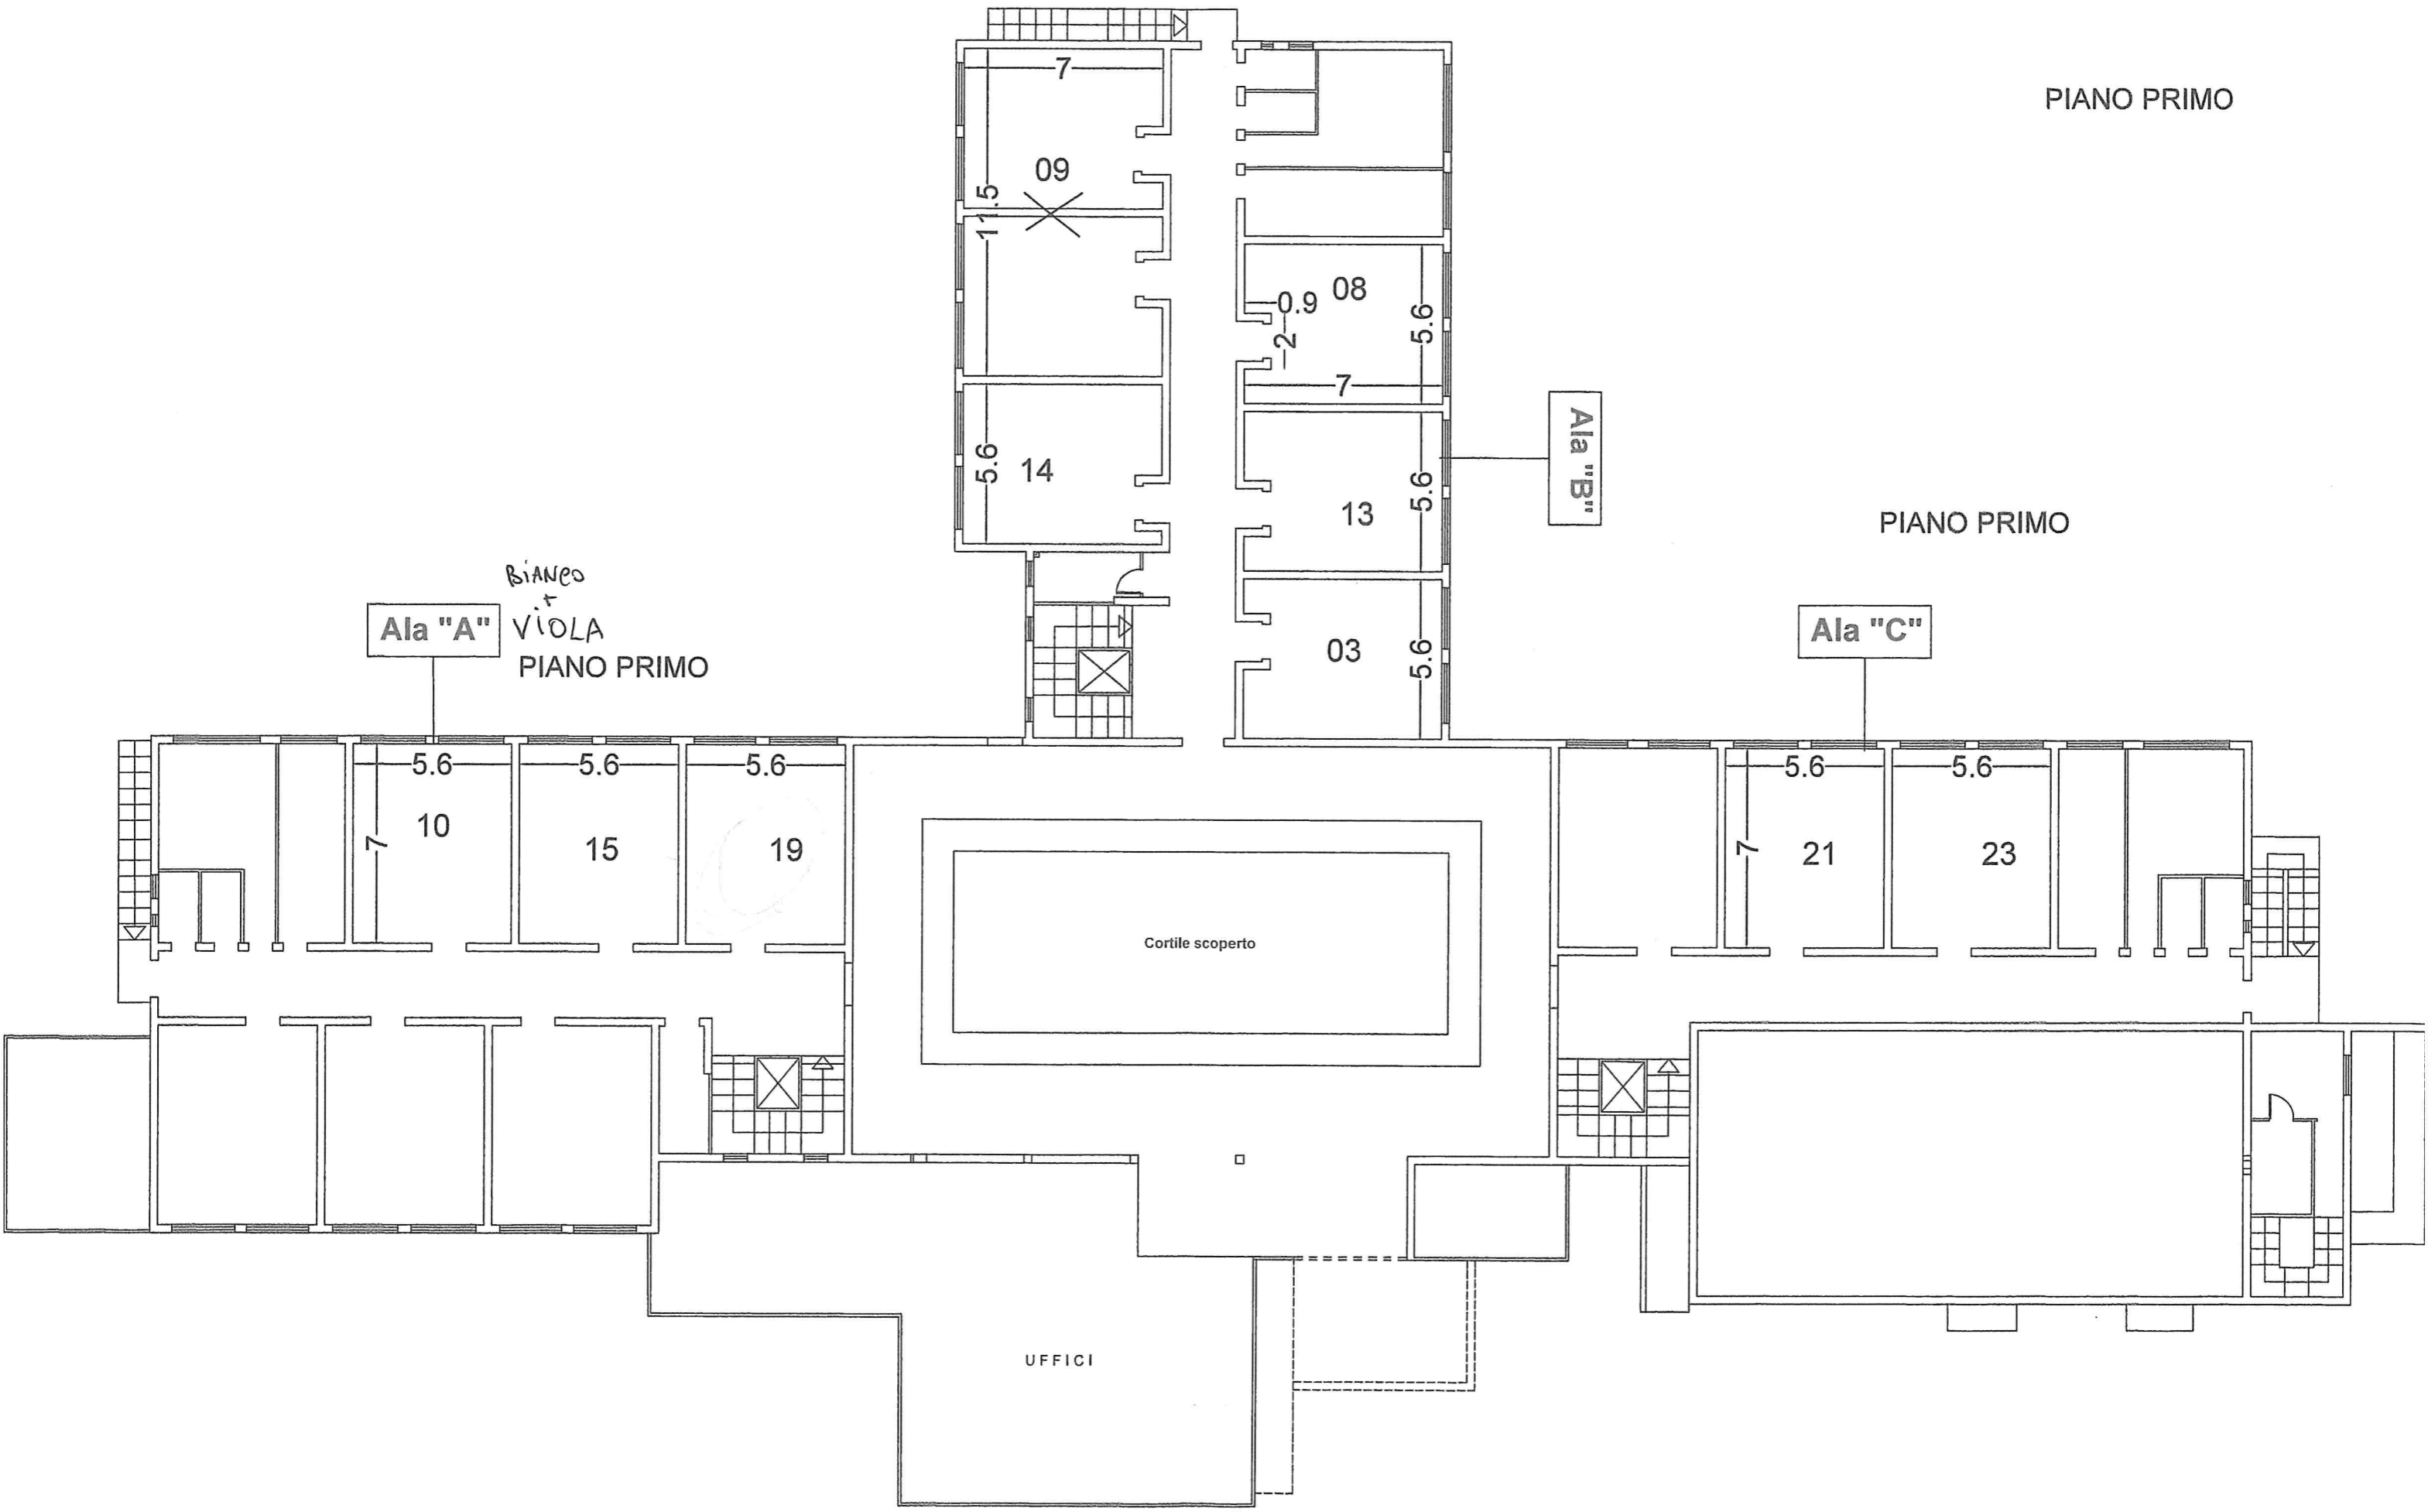 PIANO PRIMO
7
09
11.5
08
0.9
2
5.6
7
Ala "B"
5.6
14
5.6
13
PIANO PRIMO
BiANCO
+
ViOLA
Ala "A"
PIANO PRIMO
03
5.6
Ala "C"
5.6
5.6
5.6
7
10
15
19
5.6
5.6
7
21
23
Cortile scoperto
UFFICI